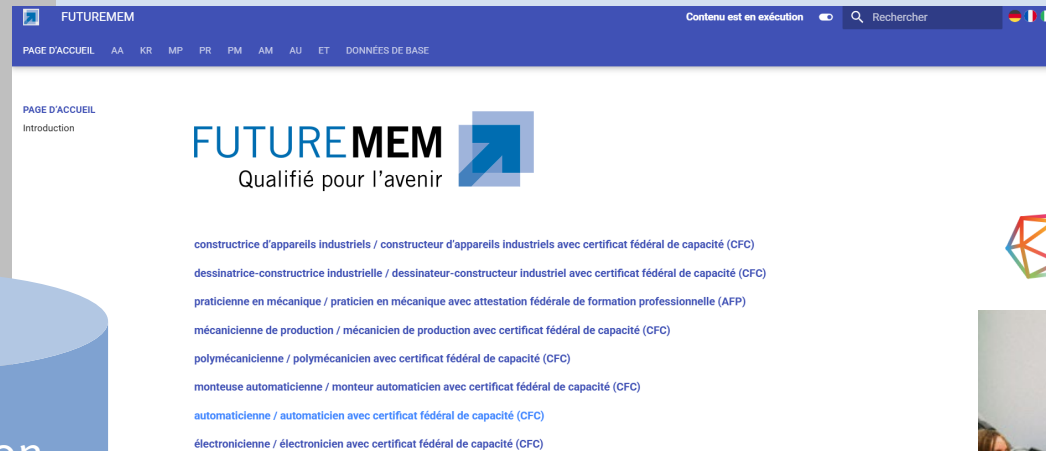 FUTUREMEM
Contenu est en exécution
Rechercher
PAGE D'ACCUEIL AA KR MP PR PM AM AU ET DONNÉES DE BASE
PAGE D'ACCUEIL
Introduction
FUTUREMEM
Qualifié pour l'avenir
constructrice d'appareils industriels / constructeur d'appareils industriels avec certificat fédéral de capacité (CFC)
dessinatrice-constructrice industrielle / dessinateur-constructeur industriel avec certificat fédéral de capacité (CFC)
praticienne en mécanique / praticien en mécanique avec attestation fédérale de formation professionnelle (AFP)
mécanicienne de production / mécanicien de production avec certificat fédéral de capacité (CFC)
polymécanicienne / polymécanicien avec certificat fédéral de capacité (CFC)
monteuse automaticienne / monteur automaticien avec certificat fédéral de capacité (CFC)
automaticienne / automaticien avec certificat fédéral de capacité (CFC)
électronicienne / électronicien avec certificat fédéral de capacité (CFC)